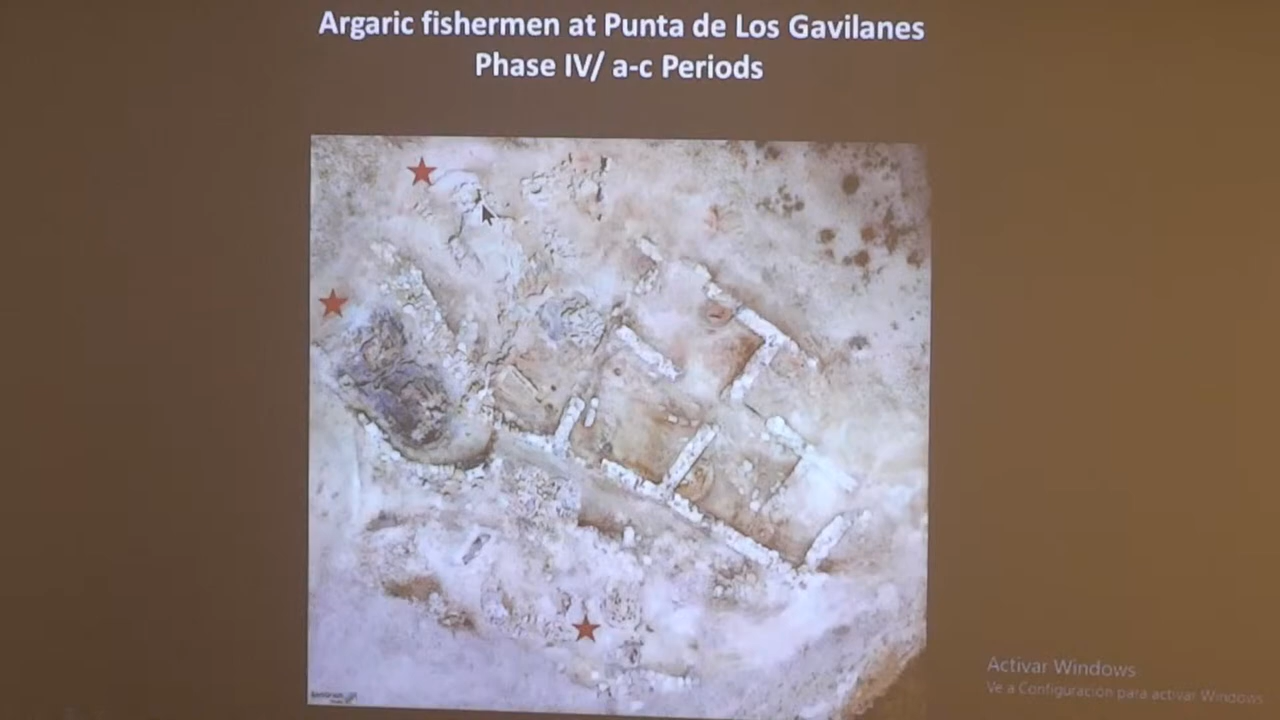 Argaric fishermen at Punta de Los Gavilanes
Phase IV/ a-c Periods
Activar Windows
Ve a Configuración para activar Windows.